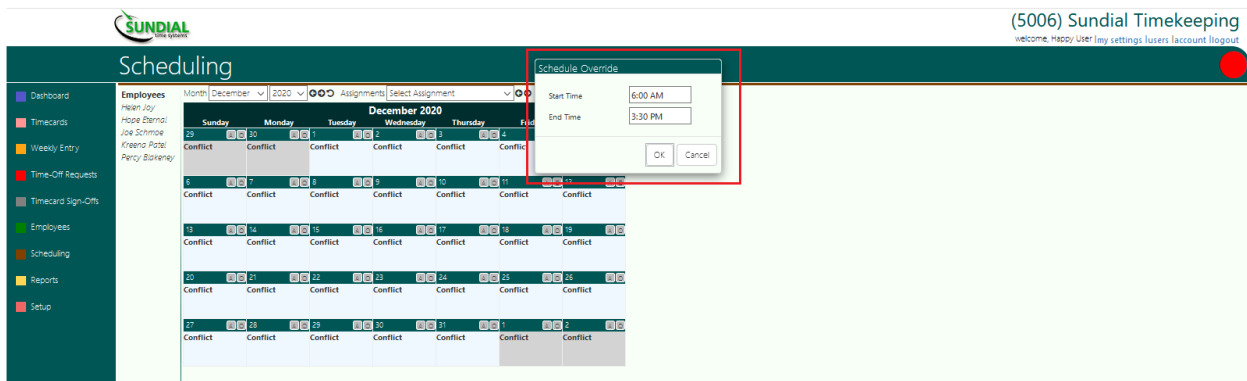 SUNDIAL
time systems
(5006) Sundial Timekeeping
welcome, Happy User |my settings |users |account |logout
Scheduling
Schedule Override
Start Time 6:00 AM
End Time 3:30 PM
OK Cancel
Dashboard
Timecards
Weekly Entry
Time-Off Requests
Timecard Sign-Offs
Employees
Scheduling
Reports
Setup
Employees
Helen Joy
Hope Eternal
Joe Schmoe
Kreena Patel
Percy Blakeney
Month December 2020 Assignments Select Assignment
December 2020
Sunday Monday Tuesday Wednesday Thursday
29 30 1 2 3 4
Conflict Conflict Conflict Conflict Conflict
6 7 8 9 10 11 12
Conflict Conflict Conflict Conflict Conflict Conflict Conflict
13 14 15 16 17 18 19
Conflict Conflict Conflict Conflict Conflict Conflict Conflict
20 21 22 23 24 25 26
Conflict Conflict Conflict Conflict Conflict Conflict Conflict
27 28 29 30 31 1 2
Conflict Conflict Conflict Conflict Conflict Conflict Conflict